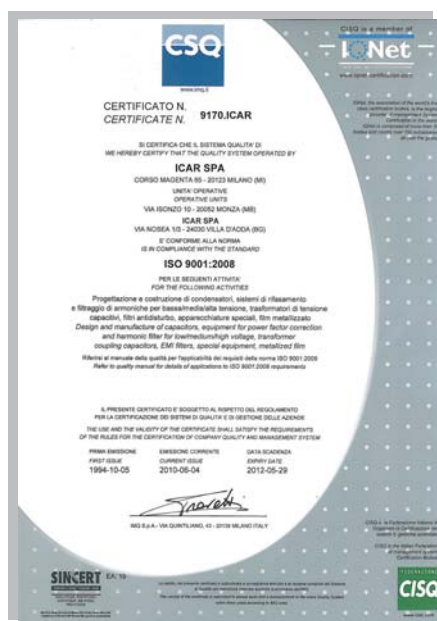 CSQ
www.csq.it
CISQ is a member of
IQNet
www.iqnet-certification.com
CERTIFICATO N.
CERTIFICATE N. 9170.ICAR
SI CERTIFICA CHE IL SISTEMA QUALITA' DI
WE HEREBY CERTIFY THAT THE QUALITY SYSTEM OPERATED BY
ICAR SPA
CORSO MAGENTA 65 - 20123 MILANO (MI)
UNITA' OPERATIVE
OPERATIVE UNITS
VIA ISONZO 10 - 20052 MONZA (MB)
ICAR SPA
VIA NOSEA 1/3 - 24030 VILLA D'ADDA (BG)
E' CONFORME ALLA NORMA
IS IN COMPLIANCE WITH THE STANDARD
ISO 9001:2008
PER LE SEGUENTI ATTIVITA'
FOR THE FOLLOWING ACTIVITIES
Progettazione e costruzione di condensatori, sistemi di rifasamento
e filtraggio di armoniche per bassa/media/alta tensione, trasformatori di tensione
capacitivi, filtri antidisturbo, apparecchiature speciali, film metallizzato
Design and manufacture of capacitors, equipment for power factor correction
and harmonic filter for low/medium/high voltage, transformer
coupling capacitors, EMI filters, special equipment, metallized film
Riferirsi al manuale della qualità per l'applicabilità dei requisiti della norma ISO 9001:2008
Refer to quality manual for details of applications to ISO 9001:2008 requirements
IL PRESENTE CERTIFICATO E' SOGGETTO AL RISPETTO DEL REGOLAMENTO
PER LA CERTIFICAZIONE DEI SISTEMI DI QUALITA' E DI GESTIONE DELLE AZIENDE
THE USE AND THE VALIDITY OF THE CERTIFICATE SHALL SATISFY THE REQUIREMENTS
OF THE RULES FOR THE CERTIFICATION OF COMPANY QUALITY AND MANAGEMENT SYSTEM
PRIMA EMISSIONE EMISSIONE CORRENTE DATA SCADENZA
FIRST ISSUE CURRENT ISSUE EXPIRY DATE
1994-10-05 2010-06-04 2012-05-29
IMQ S.p.A.- VIA QUINTILIANO, 43 - 20138 MILANO ITALY
SINCERT
FEDERAZIONE
CISQ